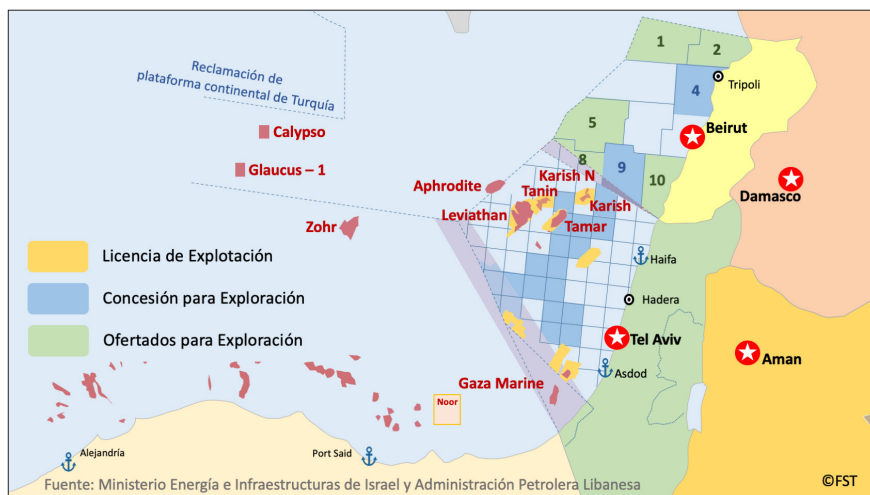 Reclamación de
plataforma continental de Turquía
1
2
Tripoli
4
Calypso
5
Beirut
Glaucus – 1
8
9
10
Karish N
Aphrodite
Tanin
Damasco
Karish
Leviathan
Tamar
Zohr
Licencia de Explotación
Haifa
Concesión para Exploración
Hadera
Ofertados para Exploración
Tel Aviv
Aman
Asdod
Gaza Marine
Noor
Alejandría
Port Said
Fuente: Ministerio Energía e Infraestructuras de Israel y Administración Petrolera Libanesa
©FST